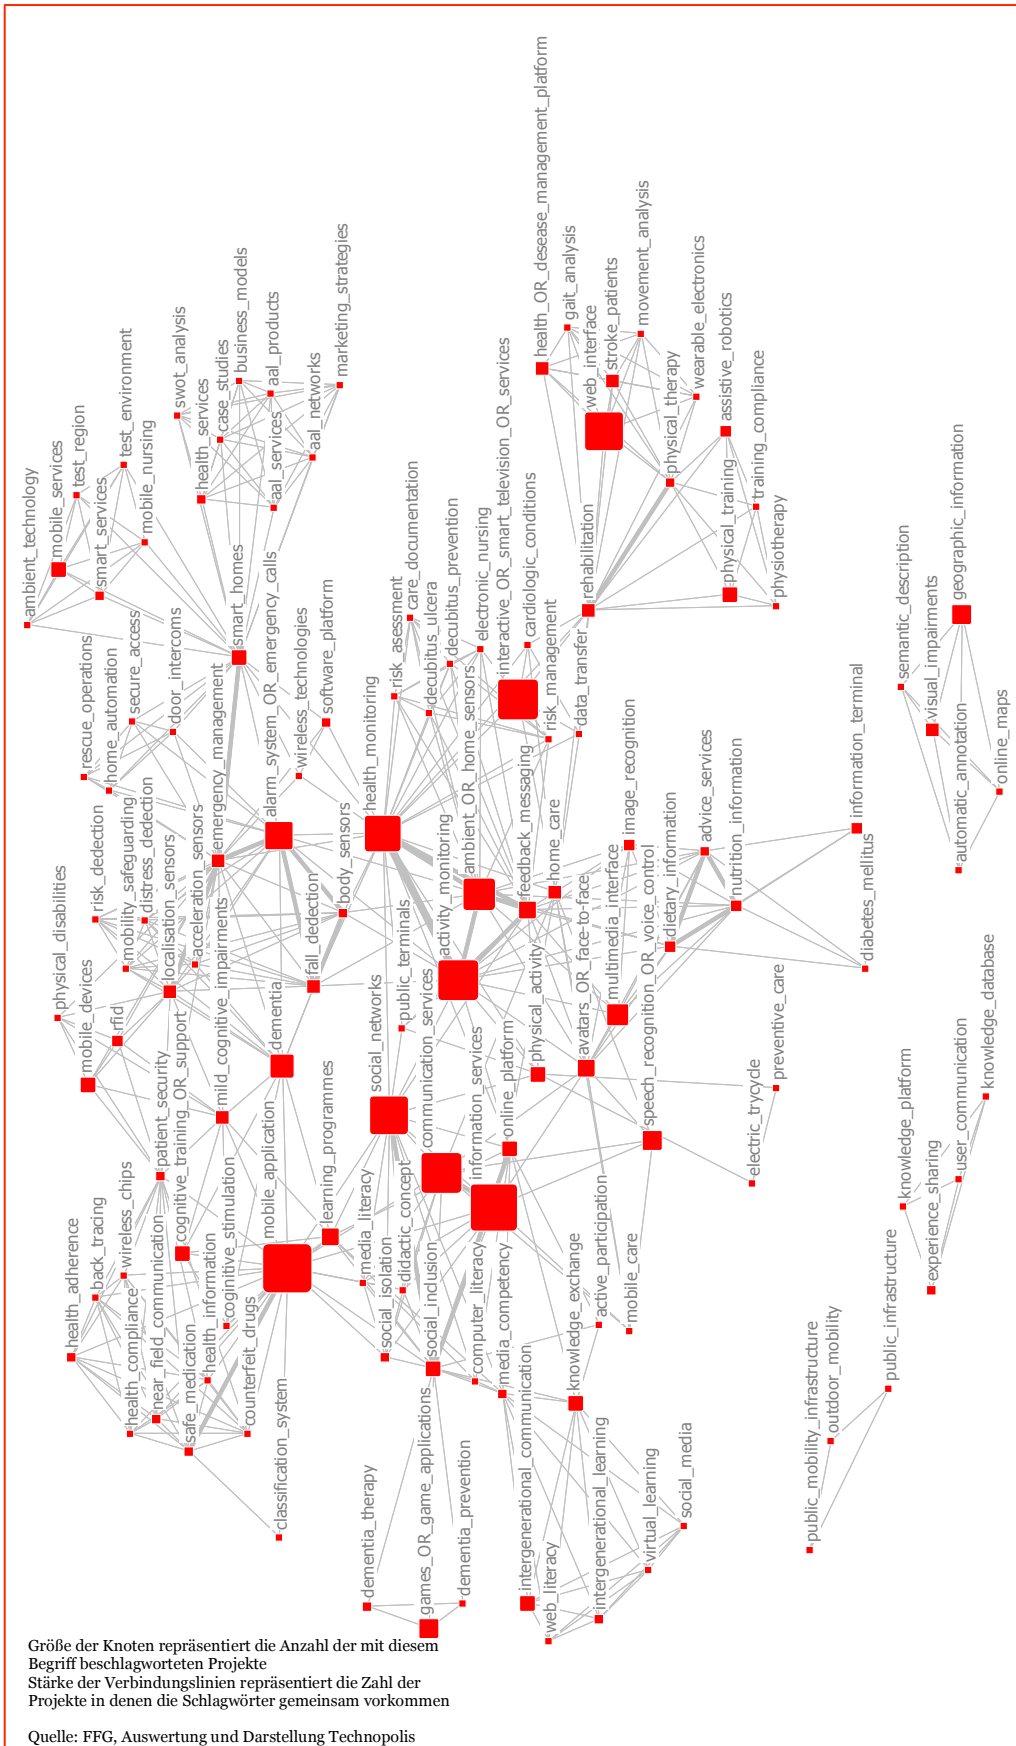 health_OR_desease_management_platform
gait_analysis
web_interface
stroke_patients
movement_analysis
wearable_electronics
physical_therapy
assistive_robotics
training_compliance
physical_training
physiotherapy
rehabilitation
marketing_strategies
business_models
aal_products
swot_analysis
case_studies
health_services
aal_networks
aal_services
test_environment
test_region
mobile_services
mobile_nursing
ambient_technology
smart_services
smart_homes
interactive_OR_smart_television_OR_services
cardiologic_conditions
electronic_nursing
decubitus_prevention
care_documentation
decubitus_ulcera
risk_asessment
risk_management
data_transfer
geographic_information
semantic_description
visual_impairments
automatic_annotation
online_maps
rescue_operations
home_automation
secure_access
door_intercoms
emergency_management
alarm_system_OR_emergency_calls
wireless_technologies
software_platform
health_monitoring
body_sensors
activity_monitoring
ambient_OR_home_sensors
feedback_messaging
home_care
image_recognition
advice_services
nutrition_information
dietary_information
information_terminal
diabetes_mellitus
multimedia_interface
speech_recognition_OR_voice_control
avatars_OR_face-to-face
physical_activity
physical_disabilities
risk_dedection
mobility_safeguarding
distress_dedection
localisation_sensors
acceleration_sensors
mobile_devices
rfid
mild_cognitive_impairments
fall_dedection
dementia
public_terminals
social_networks
communication_services
information_services
online_platform
preventive_care
electric_trycycle
knowledge_database
user_communication
knowledge_platform
experience_sharing
patient_security
cognitive_training_OR_support
mobile_application
learning_programmes
media_literacy
didactic_concept
social_isolation
social_inclusion
computer_literacy
media_competency
knowledge_exchange
active_participation
mobile_care
health_adherence
back_tracing
wireless_chips
health_compliance
near_field_communication
safe_medication
health_information
cognitive_stimulation
counterfeit_drugs
classification_system
public_infrastructure
outdoor_mobility
public_mobility_infrastructure
dementia_therapy
games_OR_game_applications
dementia_prevention
intergenerational_communication
web_literacy
intergenerational_learning
virtual_learning
social_media
Größe der Knoten repräsentiert die Anzahl der mit diesem
Begriff beschlagworteten Projekte
Stärke der Verbindungslinien repräsentiert die Zahl der
Projekte in denen die Schlagwörter gemeinsam vorkommen
Quelle: FFG, Auswertung und Darstellung Technopolis